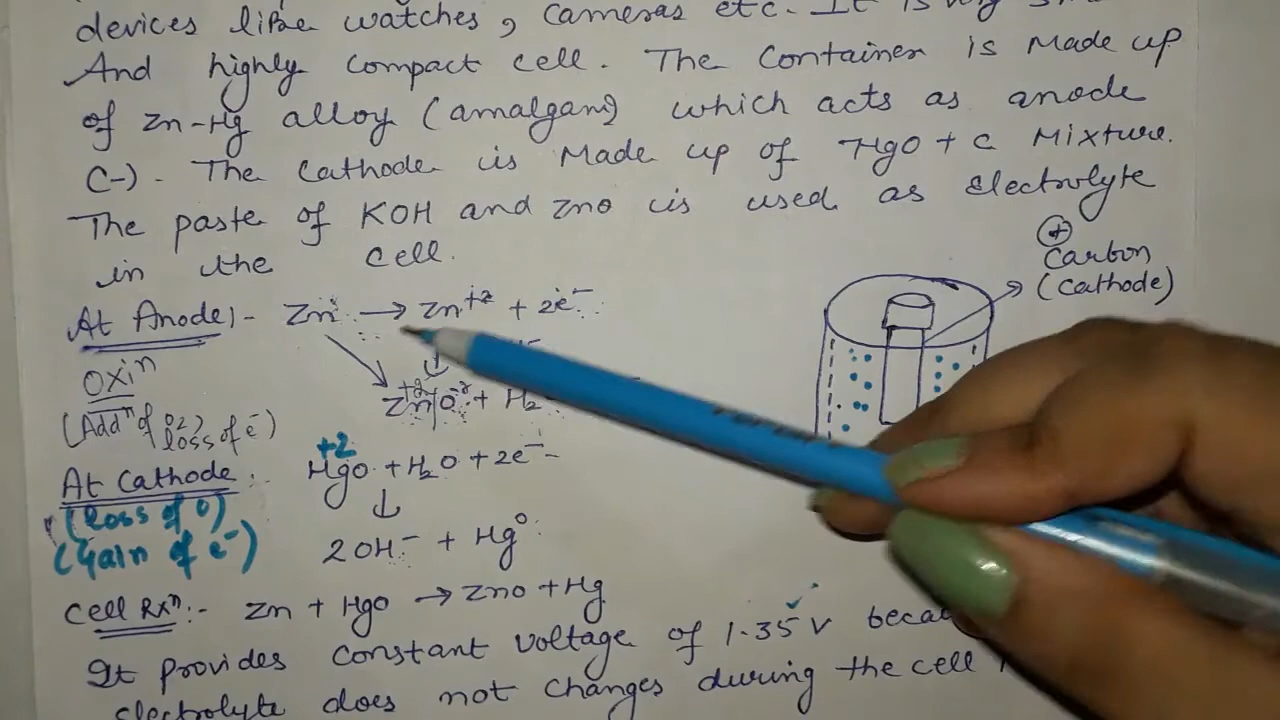 devices like watches, cameras etc. It is very
And highly compact cell. The container is made up
of Zn-Hg alloy (amalgam) which acts as anode
(-). The Cathode is made up of HgO + C Mixture.
The paste of KOH and ZnO is used as Electrolyte
in the cell.
⊕
Carbon
(Cathode)
At Anode:- Zn → Zn+2 + 2e-
Oxin
(Addn of O2, loss of e-)
+2 -2
ZnO + H2
At Cathode:
(Loss of O)
(Gain of e-)
+2
HgO + H2O + 2e-
↓
2OH- + Hg0
Cell Rxn:- Zn + HgO → ZnO + Hg
It provides constant voltage of 1.35 V
electrolyte does not changes during the cell